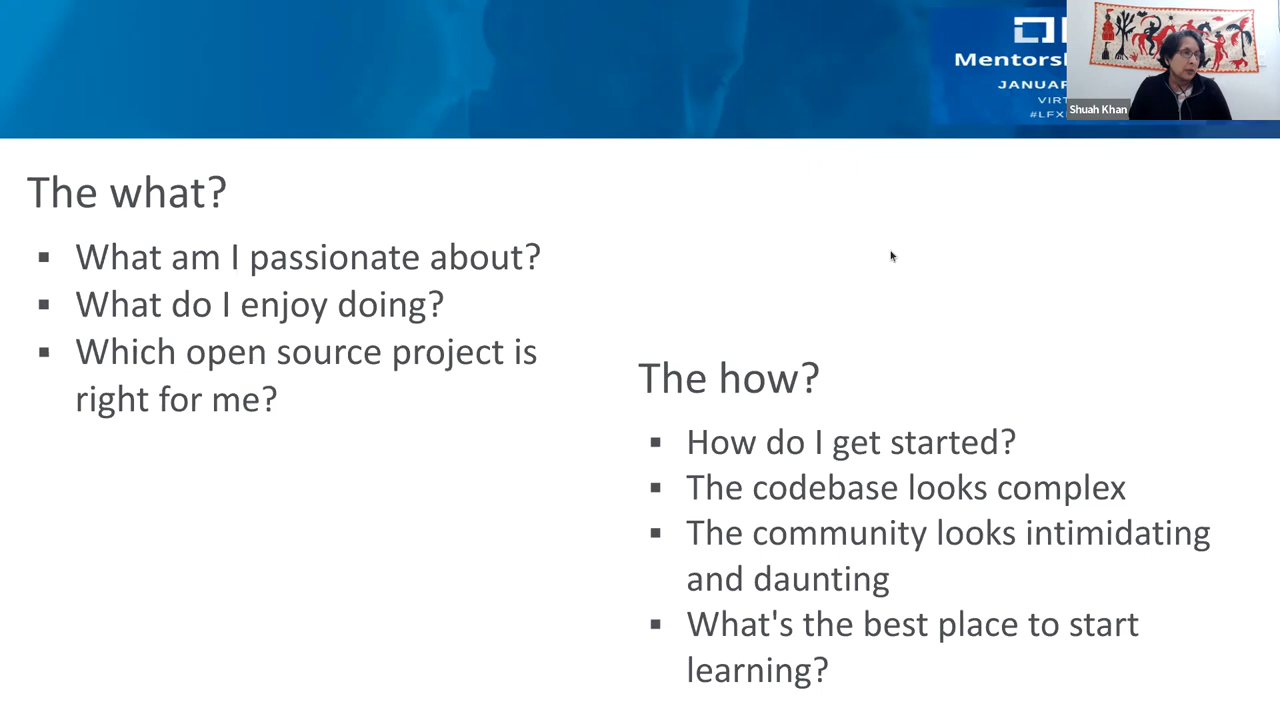 Mentors
JANUAR
VIRT
#LFX
Shuah Khan
The what?
▪ What am I passionate about?
▪ What do I enjoy doing?
▪ Which open source project is
right for me?
The how?
▪ How do I get started?
▪ The codebase looks complex
▪ The community looks intimidating
and daunting
▪ What's the best place to start
learning?